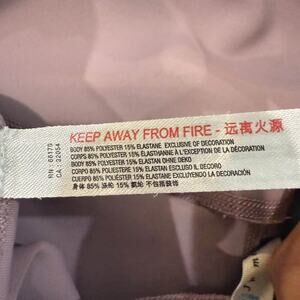 KEEP AWAY FROM FIRE - 远离火源
BODY 85% POLYESTER 15% ELASTANE, EXCLUSIVE OF DECORATION
CORPS 85% POLYESTER 15% ÉLASTHANNE À L'EXCEPTION DE LA DÉCORATION
BODY 85% POLYESTER 15% ELASTAN OHNE DEKO
CORPO 85% POLIESTERE 15% ELASTAN ESCLUSO IL DECORO
CUERPO 85% POLIÉSTER 15% ELASTANO EXCLUYENDO LA DECORACIÓN
身体 85% 涤纶 15% 氨纶 不包括装饰
RN : 66170
CA : 22054